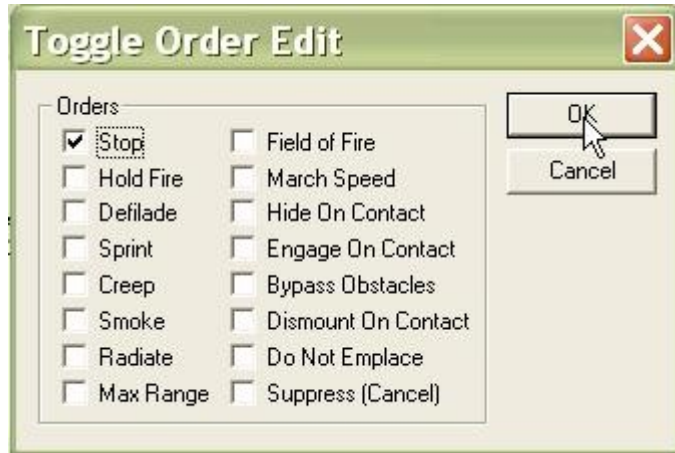 Toggle Order Edit
Orders
Stop
Hold Fire
Defilade
Sprint
Creep
Smoke
Radiate
Max Range
Field of Fire
March Speed
Hide On Contact
Engage On Contact
Bypass Obstacles
Dismount On Contact
Do Not Emplace
Suppress (Cancel)
OK
Cancel